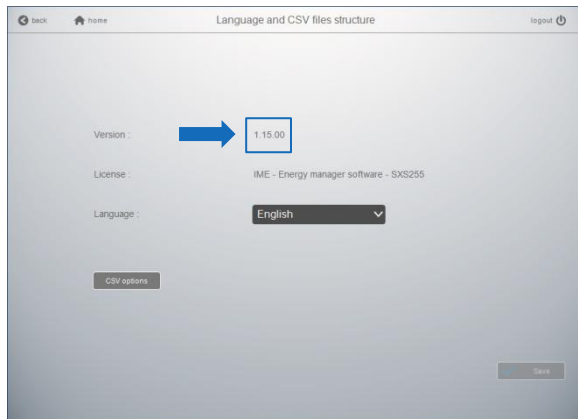 back home Language and CSV files structure logout
Version : 1.15.00
License : IME - Energy manager software - SXS255
Language : English
CSV options
Save